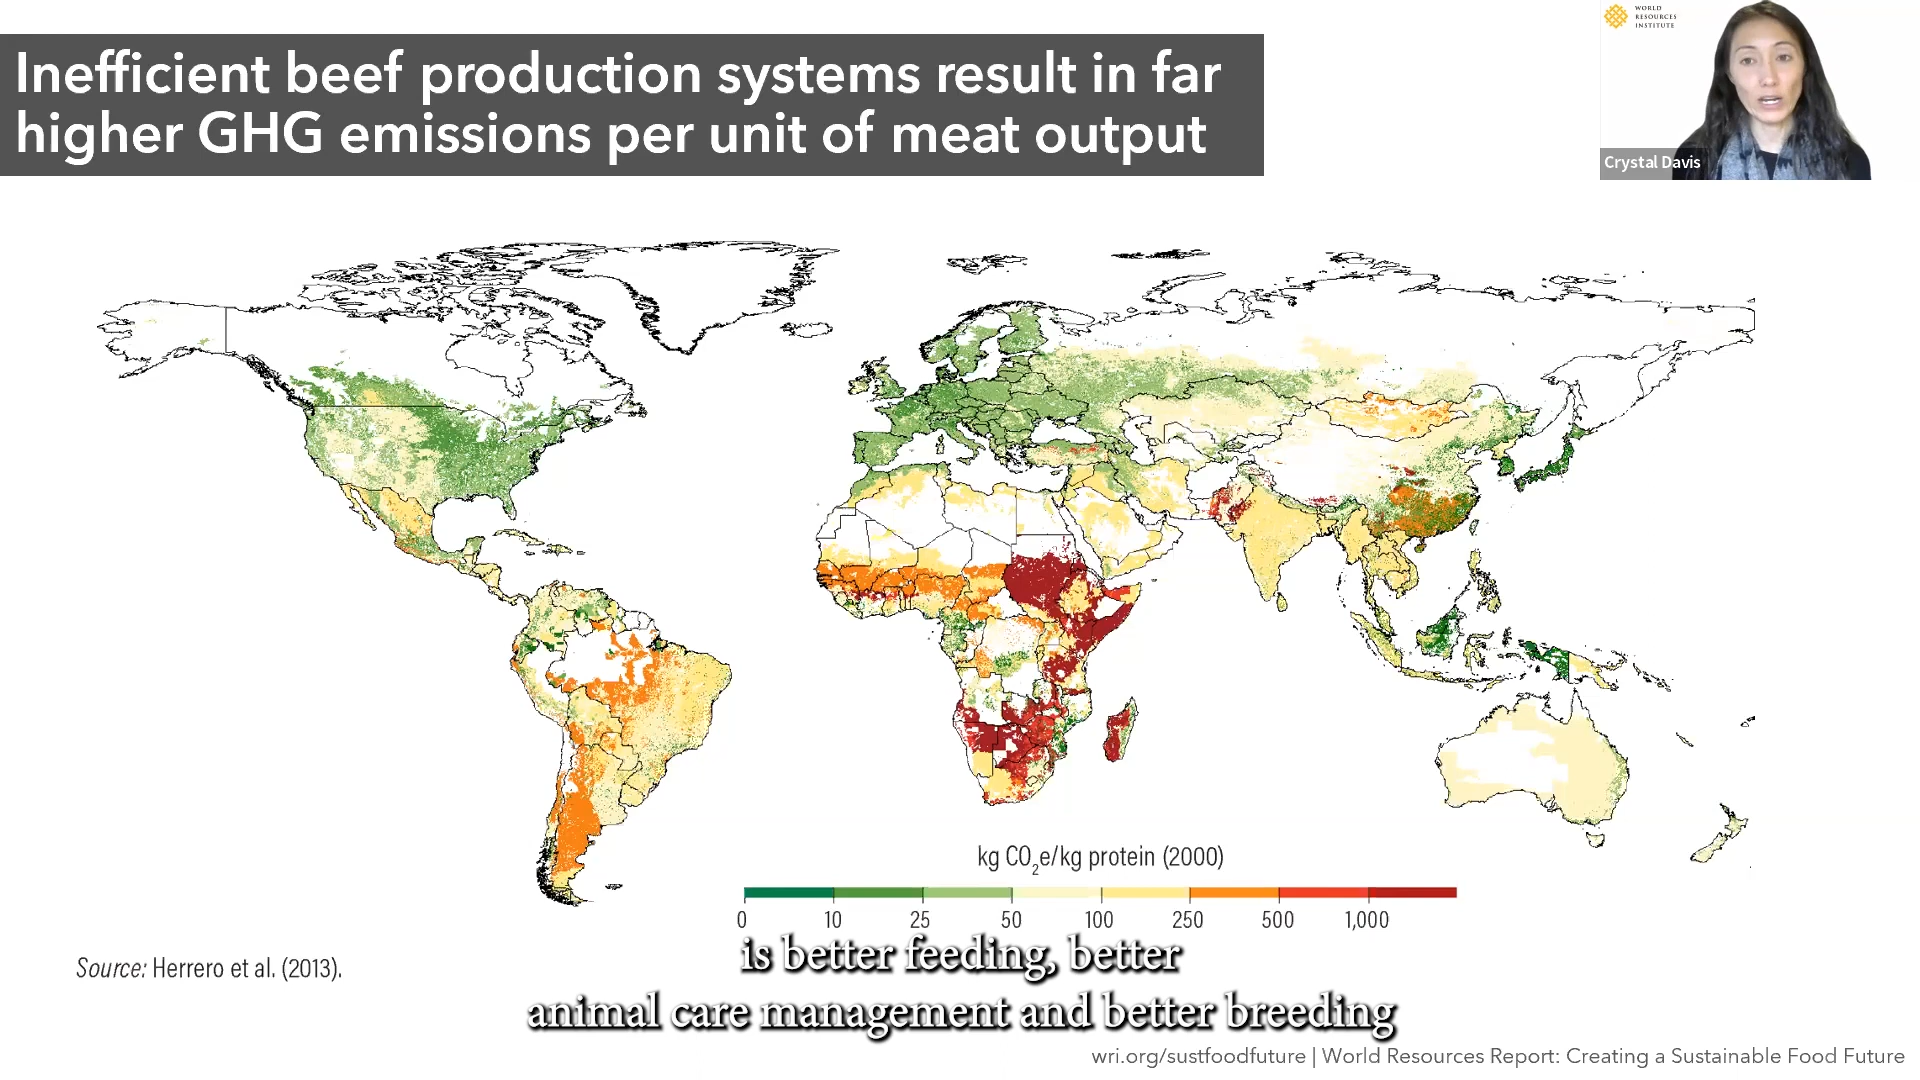 Inefficient beef production systems result in far
higher GHG emissions per unit of meat output
WORLD
RESOURCES
INSTITUTE
Crystal Davis
kg CO₂e/kg protein (2000)
0 10 25 50 100 250 500 1,000
is better feeding, better
animal care management and better breeding
Source: Herrero et al. (2013).
wri.org/sustfoodfuture | World Resources Report: Creating a Sustainable Food Future